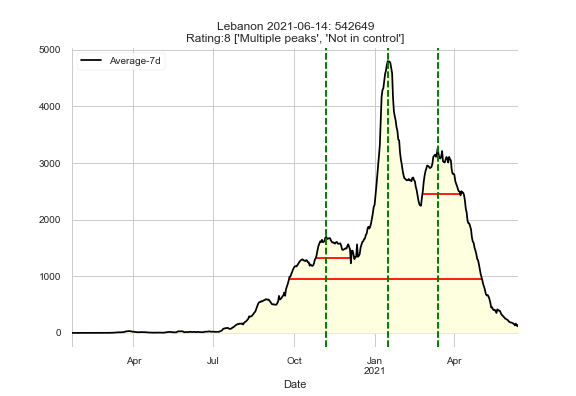 Lebanon 2021-06-14: 542649
Rating:8 ['Multiple peaks', 'Not in control']
Average-7d
5000
4000
3000
2000
1000
0
Apr
Jul
Oct
Jan
2021
Apr
Date